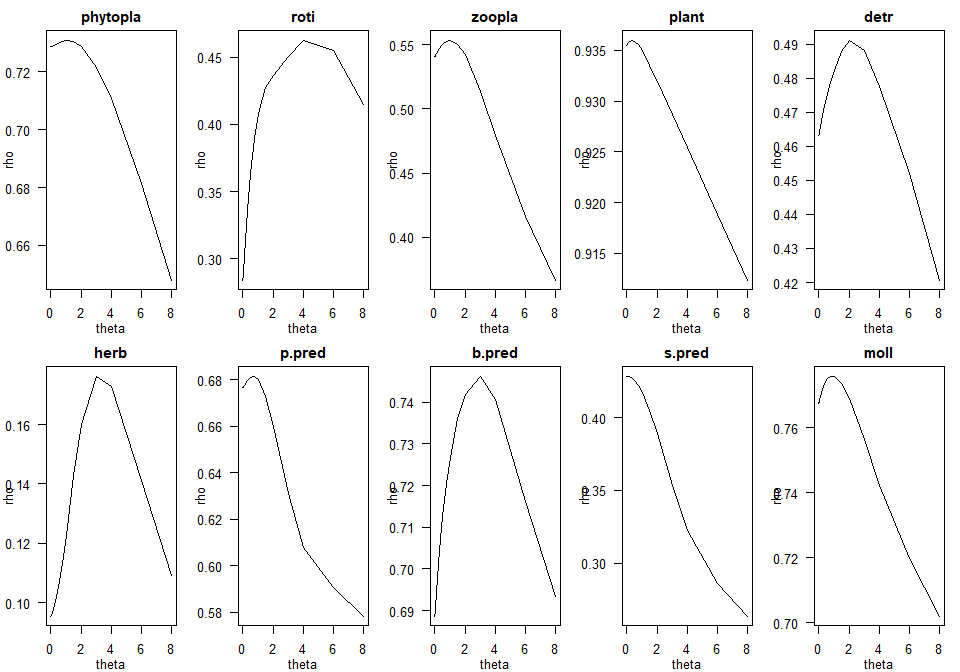 phytopla roti zoopla plant detr
rho 0.72 0.70 0.68 0.66
0 2 4 6 8
theta
rho 0.45 0.40 0.35 0.30
0 2 4 6 8
theta
rho 0.55 0.50 0.45 0.40
0 2 4 6 8
theta
rho 0.935 0.930 0.925 0.920 0.915
0 2 4 6 8
theta
rho 0.49 0.48 0.47 0.46 0.45 0.44 0.43 0.42
0 2 4 6 8
theta
herb p.pred b.pred s.pred moll
rho 0.16 0.14 0.12 0.10
0 2 4 6 8
theta
rho 0.68 0.66 0.64 0.62 0.60 0.58
0 2 4 6 8
theta
rho 0.74 0.73 0.72 0.71 0.70 0.69
0 2 4 6 8
theta
rho 0.40 0.35 0.30
0 2 4 6 8
theta
rho 0.76 0.74 0.72 0.70
0 2 4 6 8
theta